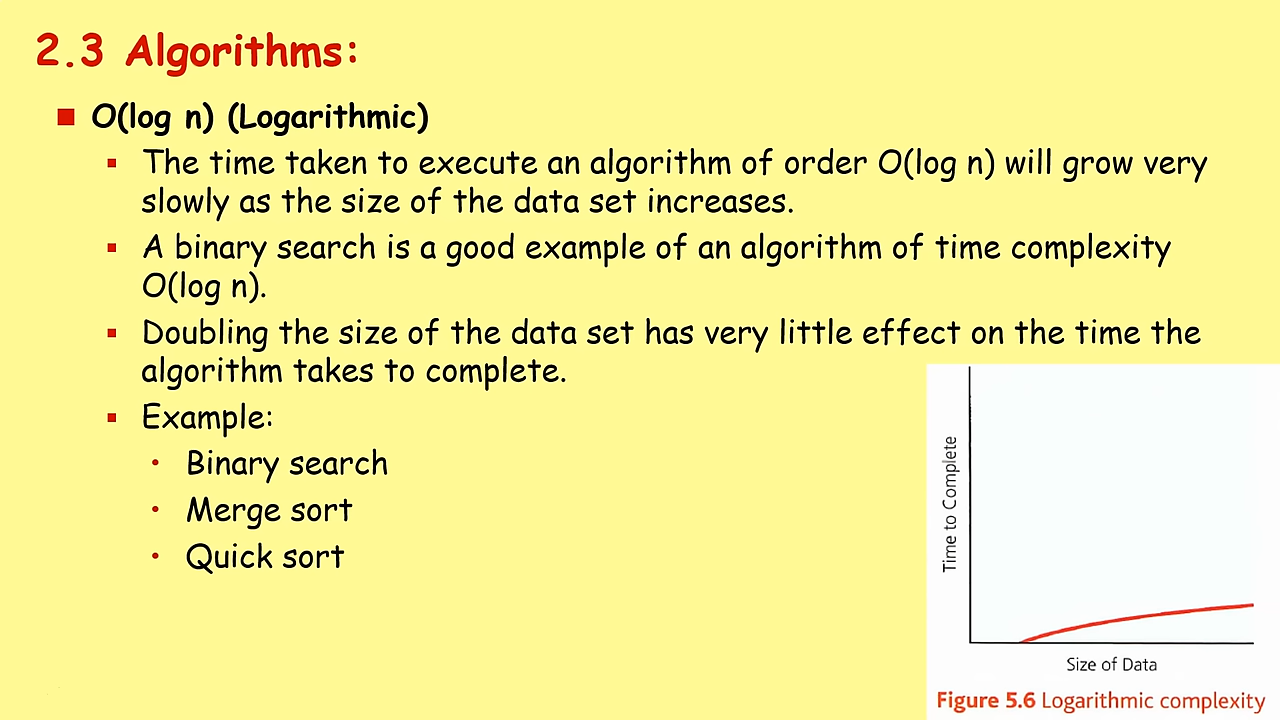 2.3 Algorithms:
■ O(log n) (Logarithmic)
▪ The time taken to execute an algorithm of order O(log n) will grow very
slowly as the size of the data set increases.
▪ A binary search is a good example of an algorithm of time complexity
O(log n).
▪ Doubling the size of the data set has very little effect on the time the
algorithm takes to complete.
▪ Example:
• Binary search
• Merge sort
• Quick sort
Time to Complete
Size of Data
Figure 5.6 Logarithmic complexity